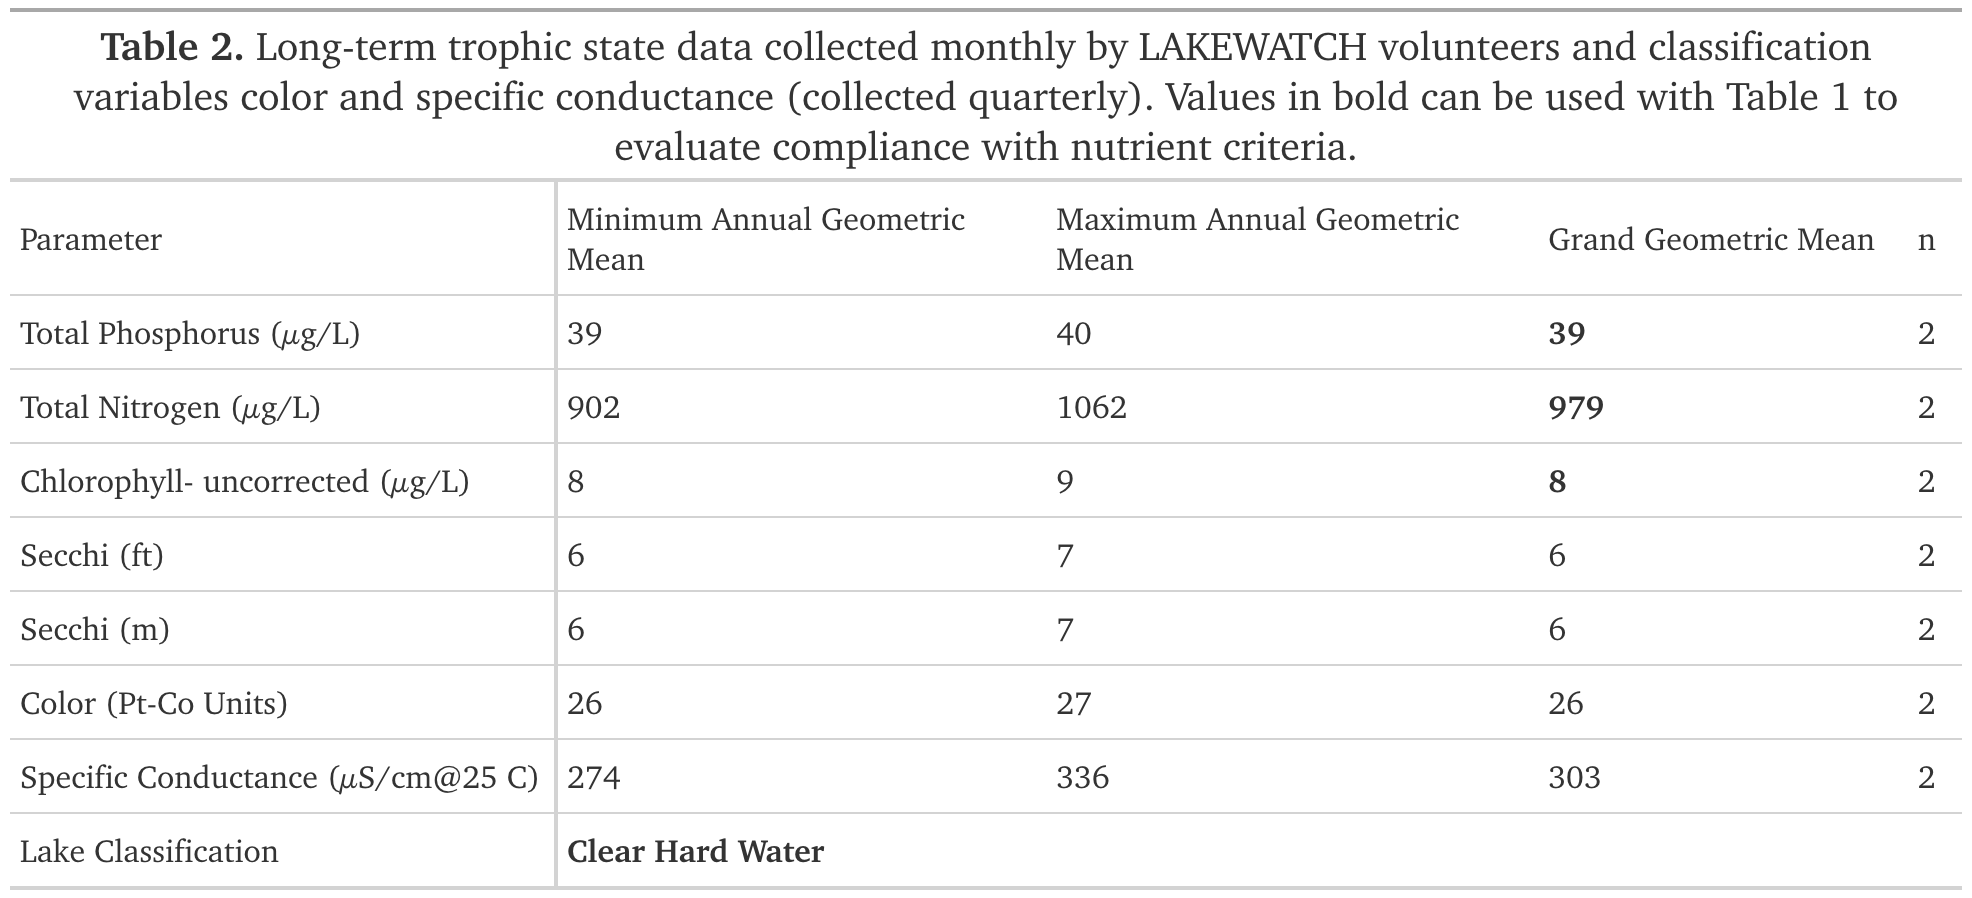 Table 2. Long-term trophic state data collected monthly by LAKEWATCH volunteers and classification
variables color and specific conductance (collected quarterly). Values in bold can be used with Table 1 to
evaluate compliance with nutrient criteria.
Parameter Minimum Annual Geometric Mean Maximum Annual Geometric Mean Grand Geometric Mean n
Total Phosphorus (µg/L) 39 40 39 2
Total Nitrogen (µg/L) 902 1062 979 2
Chlorophyll- uncorrected (µg/L) 8 9 8 2
Secchi (ft) 6 7 6 2
Secchi (m) 6 7 6 2
Color (Pt-Co Units) 26 27 26 2
Specific Conductance (µS/cm@25 C) 274 336 303 2
Lake Classification Clear Hard Water